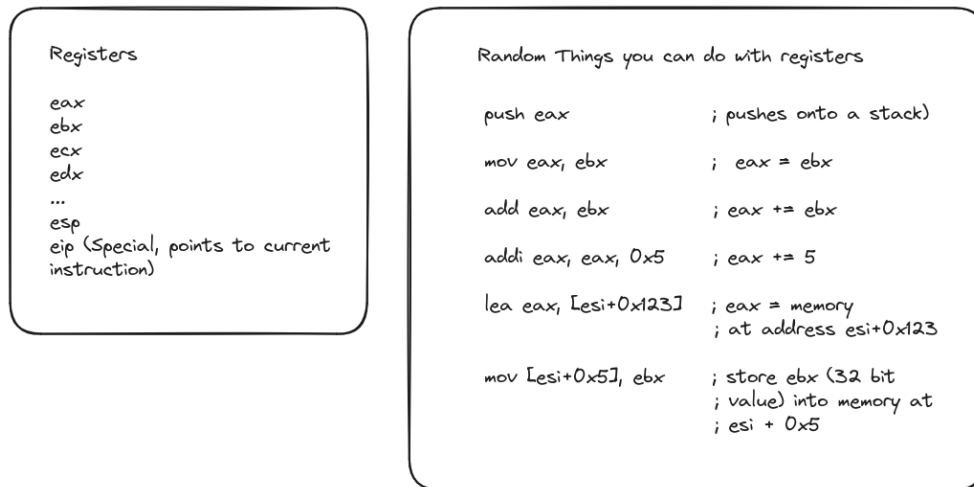 Registers
eax
ebx
ecx
edx
...
esp
eip (Special, points to current
instruction)
Random Things you can do with registers
push eax ; pushes onto a stack)
mov eax, ebx ; eax = ebx
add eax, ebx ; eax += ebx
addi eax, eax, 0x5 ; eax += 5
lea eax, [esi+0x123] ; eax = memory
; at address esi+0x123
mov [esi+0x5], ebx ; store ebx (32 bit
; value) into memory at
; esi + 0x5